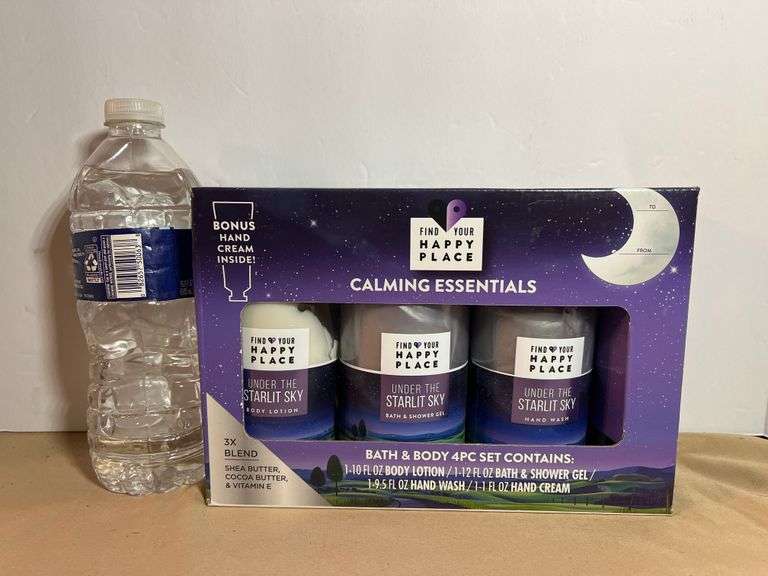 BONUS
HAND
CREAM
INSIDE!
FIND YOUR
HAPPY
PLACE
CALMING ESSENTIALS
TO
FROM
FIND YOUR
HAPPY
PLACE
UNDER THE
STARLIT SKY
BODY LOTION
FIND YOUR
HAPPY
PLACE
UNDER THE
STARLIT SKY
BATH & SHOWER GEL
FIND YOUR
HAPPY
PLACE
UNDER THE
STARLIT SKY
HAND WASH
3X
BLEND
SHEA BUTTER,
COCOA BUTTER,
& VITAMIN E
BATH & BODY 4PC SET CONTAINS:
1-10 FL OZ BODY LOTION / 1-12 FL OZ BATH & SHOWER GEL /
1-9.5 FL OZ HAND WASH / 1-1 FL OZ HAND CREAM